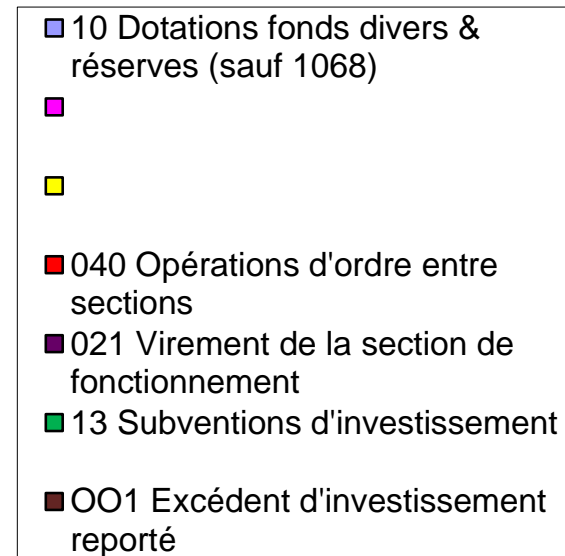 10 Dotations fonds divers &
réserves (sauf 1068)
040 Opérations d'ordre entre
sections
021 Virement de la section de
fonctionnement
13 Subventions d'investissement
OO1 Excédent d'investissement
reporté